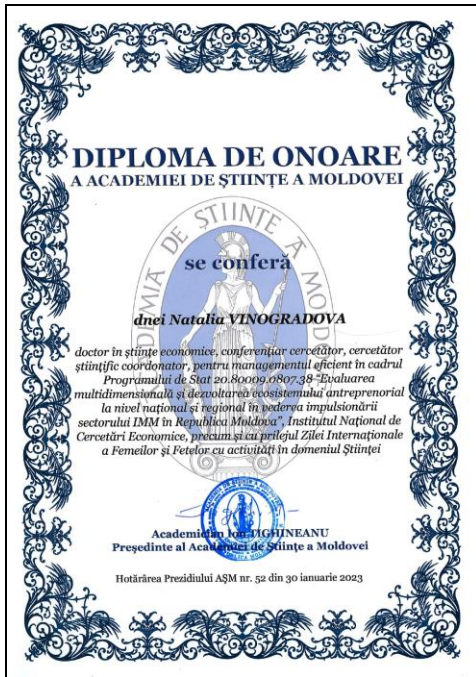 DIPLOMA DE ONOARE
A ACADEMIEI DE ȘTIINȚE A MOLDOVEI
ACADEMIA DE ȘTIINȚE A MOLDOVEI
se conferă
dnei Natalia VINOGRADOVA
doctor în științe economice, conferențiar cercetător, cercetător
științific coordonator, pentru managementul eficient în cadrul
Programului de Stat 20.80009.0807.38 "Evaluarea
multidimensională și dezvoltarea ecosistemului antreprenorial
la nivel național și regional în vederea impulsionării
sectorului IMM în Republica Moldova", Institutul Național de
Cercetări Economice, precum și cu prilejul Zilei Internaționale
a Femeilor și Fetelor cu activități în domeniul Științei
Academician Ion TIGHINEANU
Președinte al Academiei de Științe a Moldovei
Hotărârea Prezidiului AȘM nr. 52 din 30 ianuarie 2023